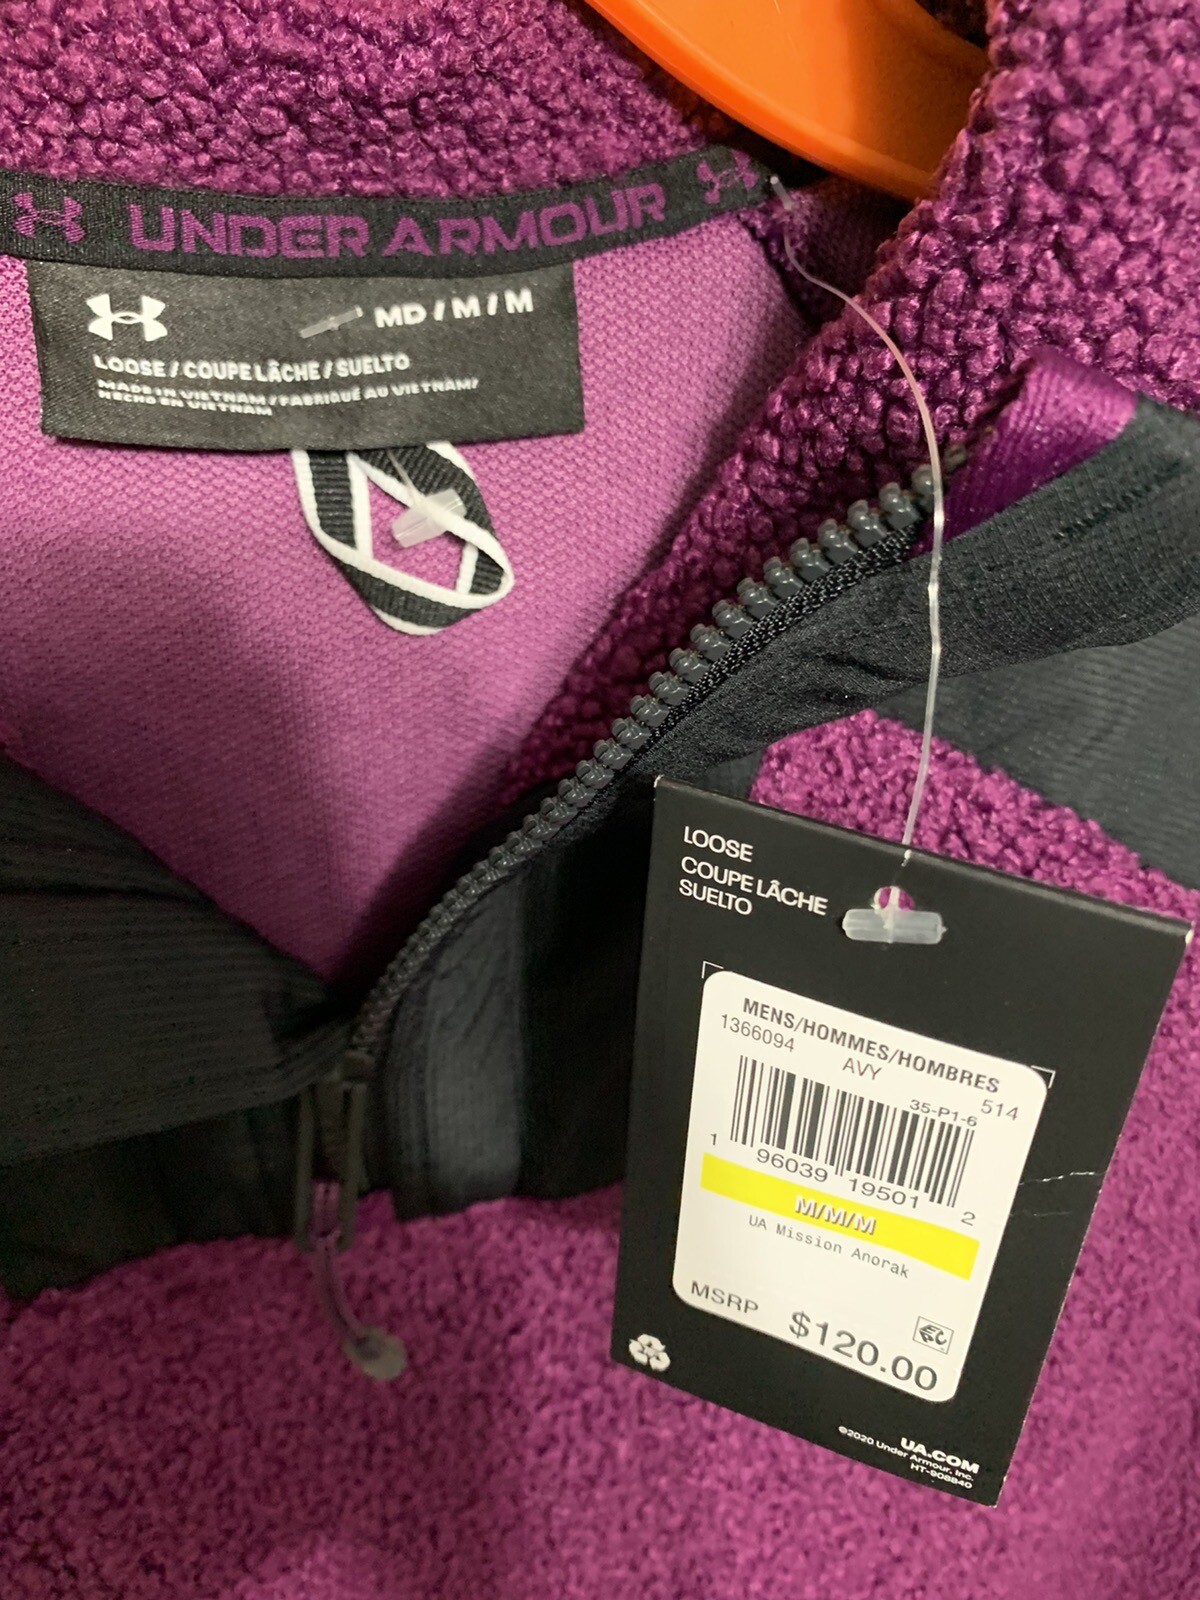 UNDER ARMOUR
MD / M / M
LOOSE / COUPE LÂCHE / SUELTO
MADE IN VIETNAM / FABRIQUÉ AU VIETNAM /
HECHO EN VIETNAM
LOOSE
COUPE LÂCHE
SUELTO
MENS/HOMMES/HOMBRES
1366094 AVY 514
35-P1-6
1 96039 19501 2
M/M/M
UA Mission Anorak
MSRP $120.00
UA.COM
©2020 Under Armour, Inc.
HT-908840